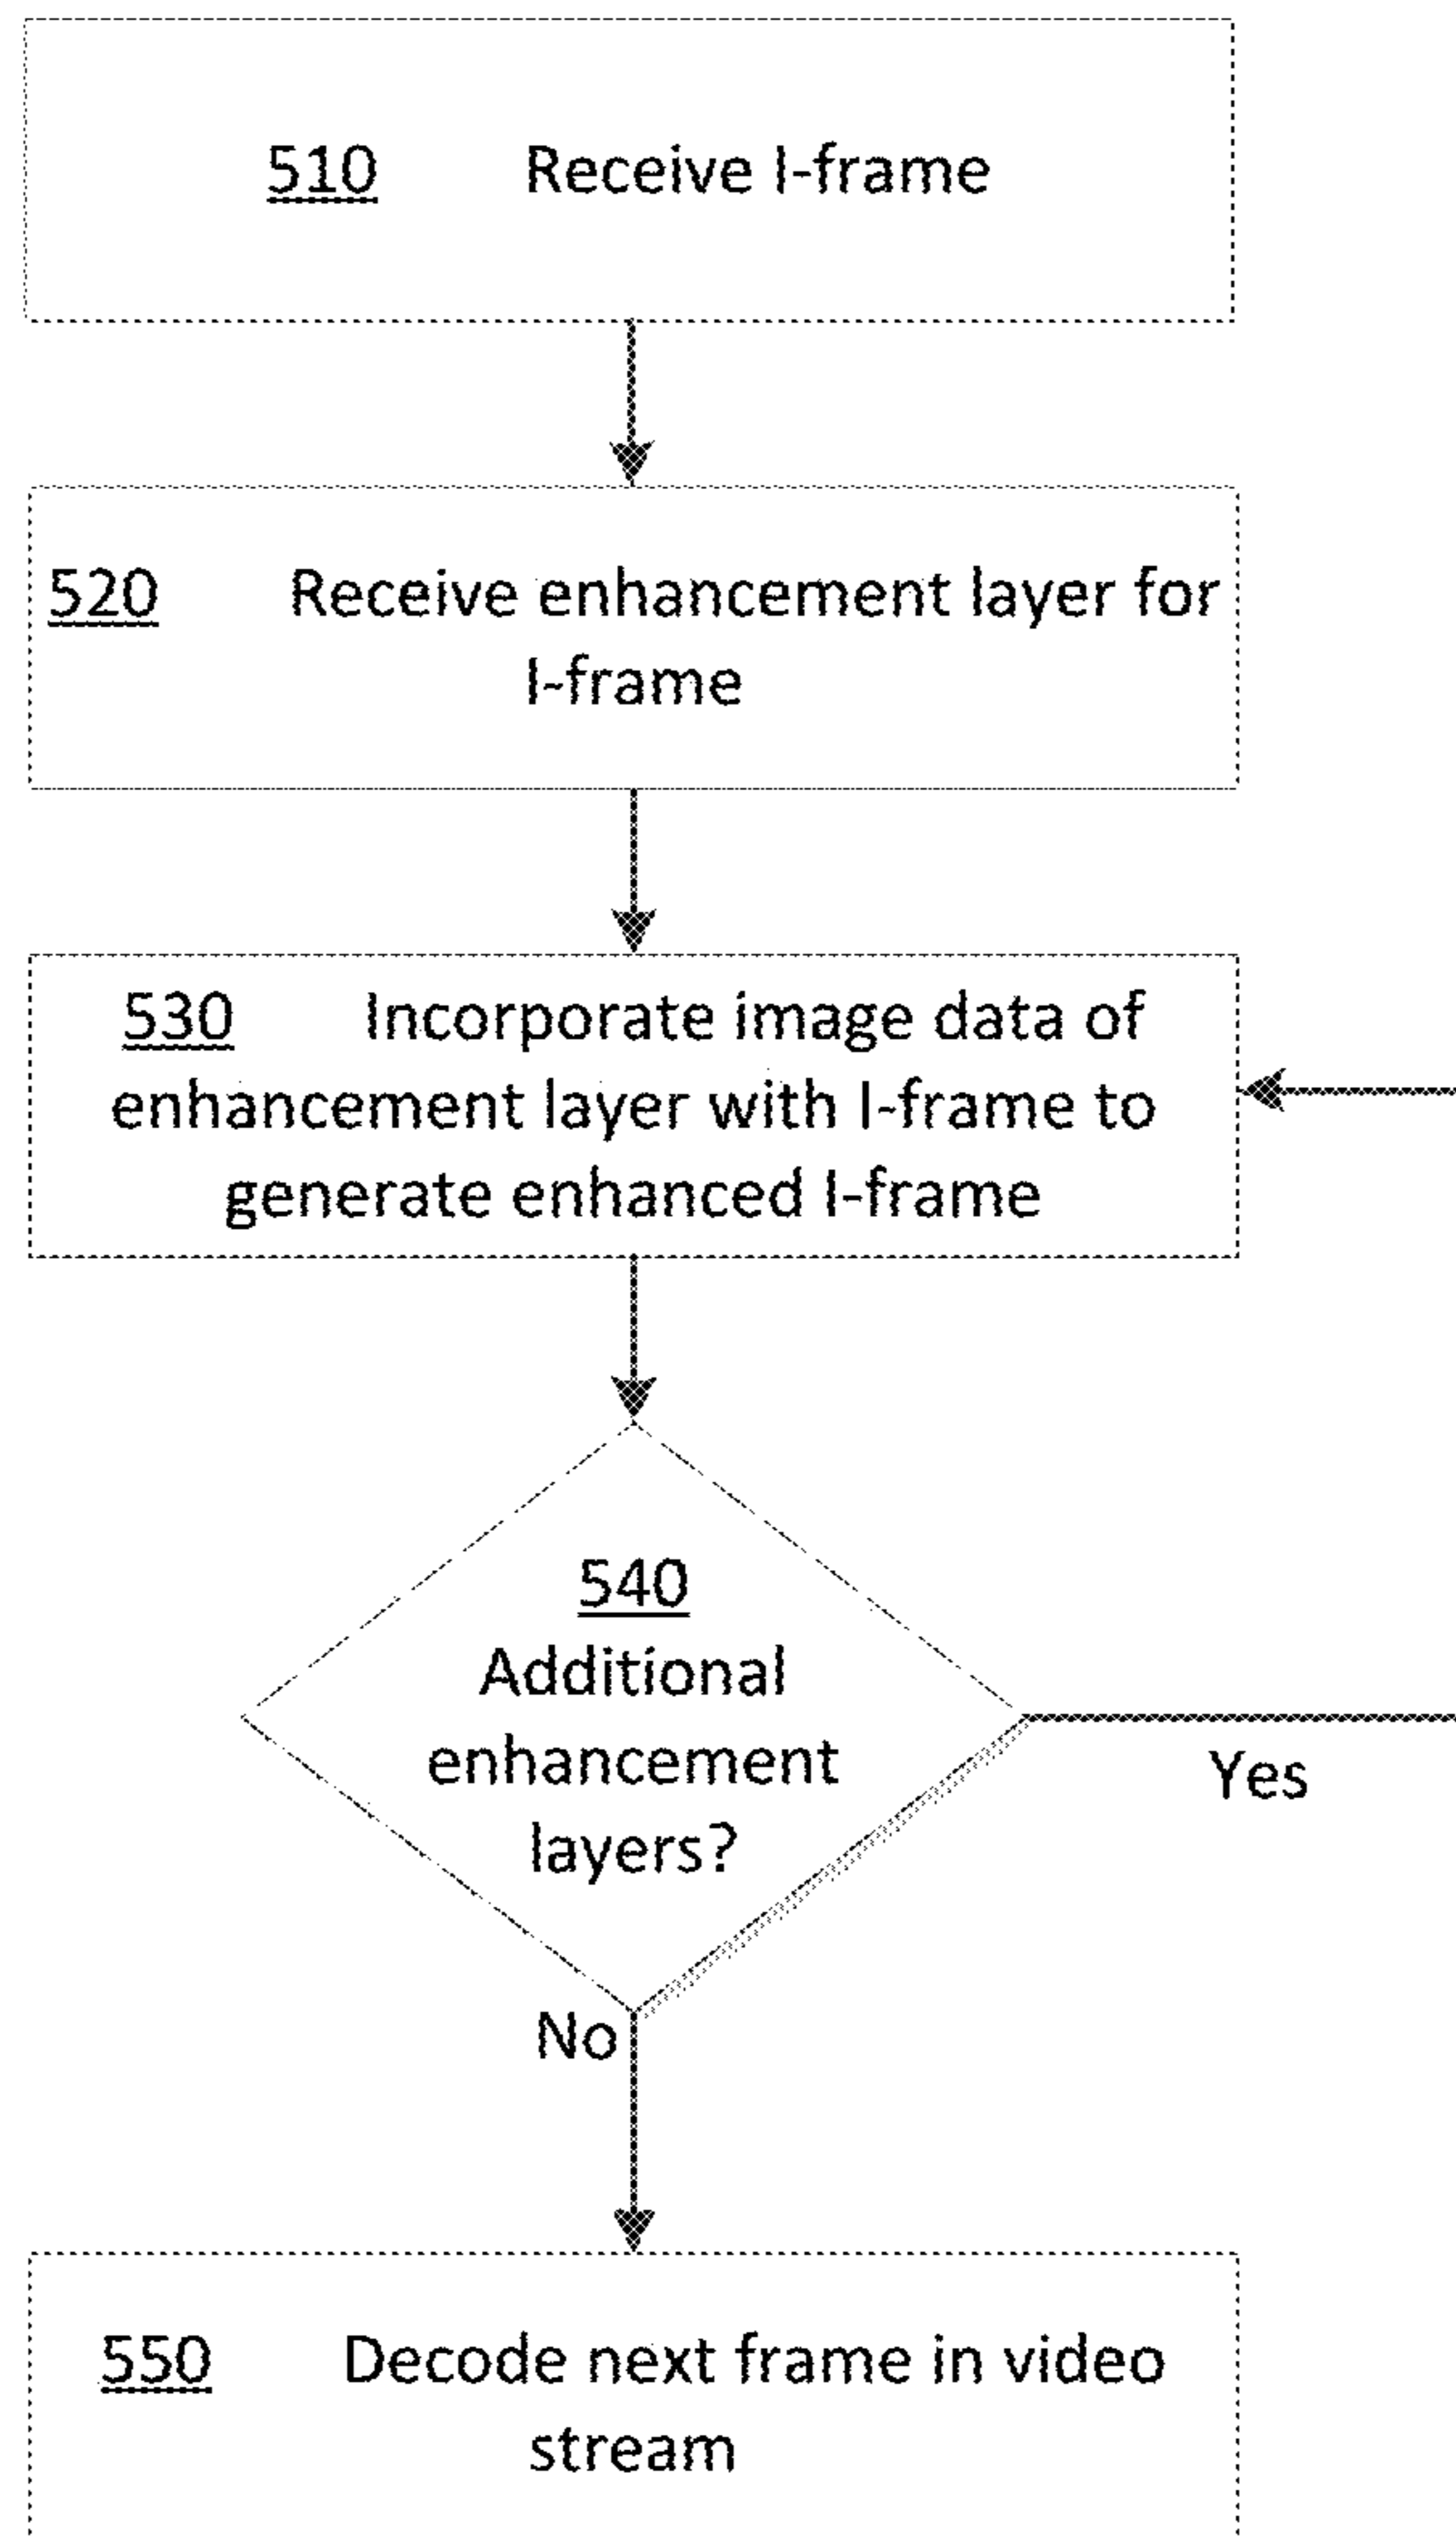 510 Receive I-frame
520 Receive enhancement layer for
I-frame
530 Incorporate image data of
enhancement layer with I-frame to
generate enhanced I-frame
540
Additional
enhancement
layers?
Yes
No
550 Decode next frame in video
stream